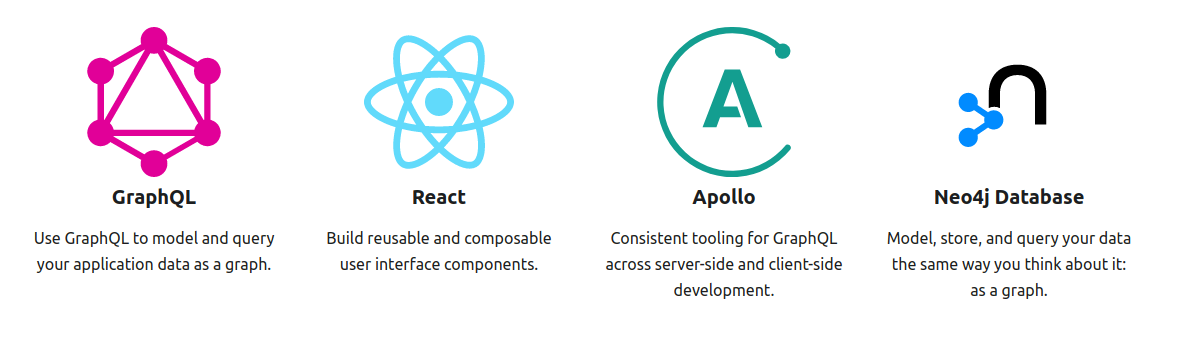 A
GraphQL
React
Apollo
Neo4j Database
Use GraphQL to model and query
your application data as a graph.
Build reusable and composable
user interface components.
Consistent tooling for GraphQL
across server-side and client-side
development.
Model, store, and query your data
the same way you think about it:
as a graph.